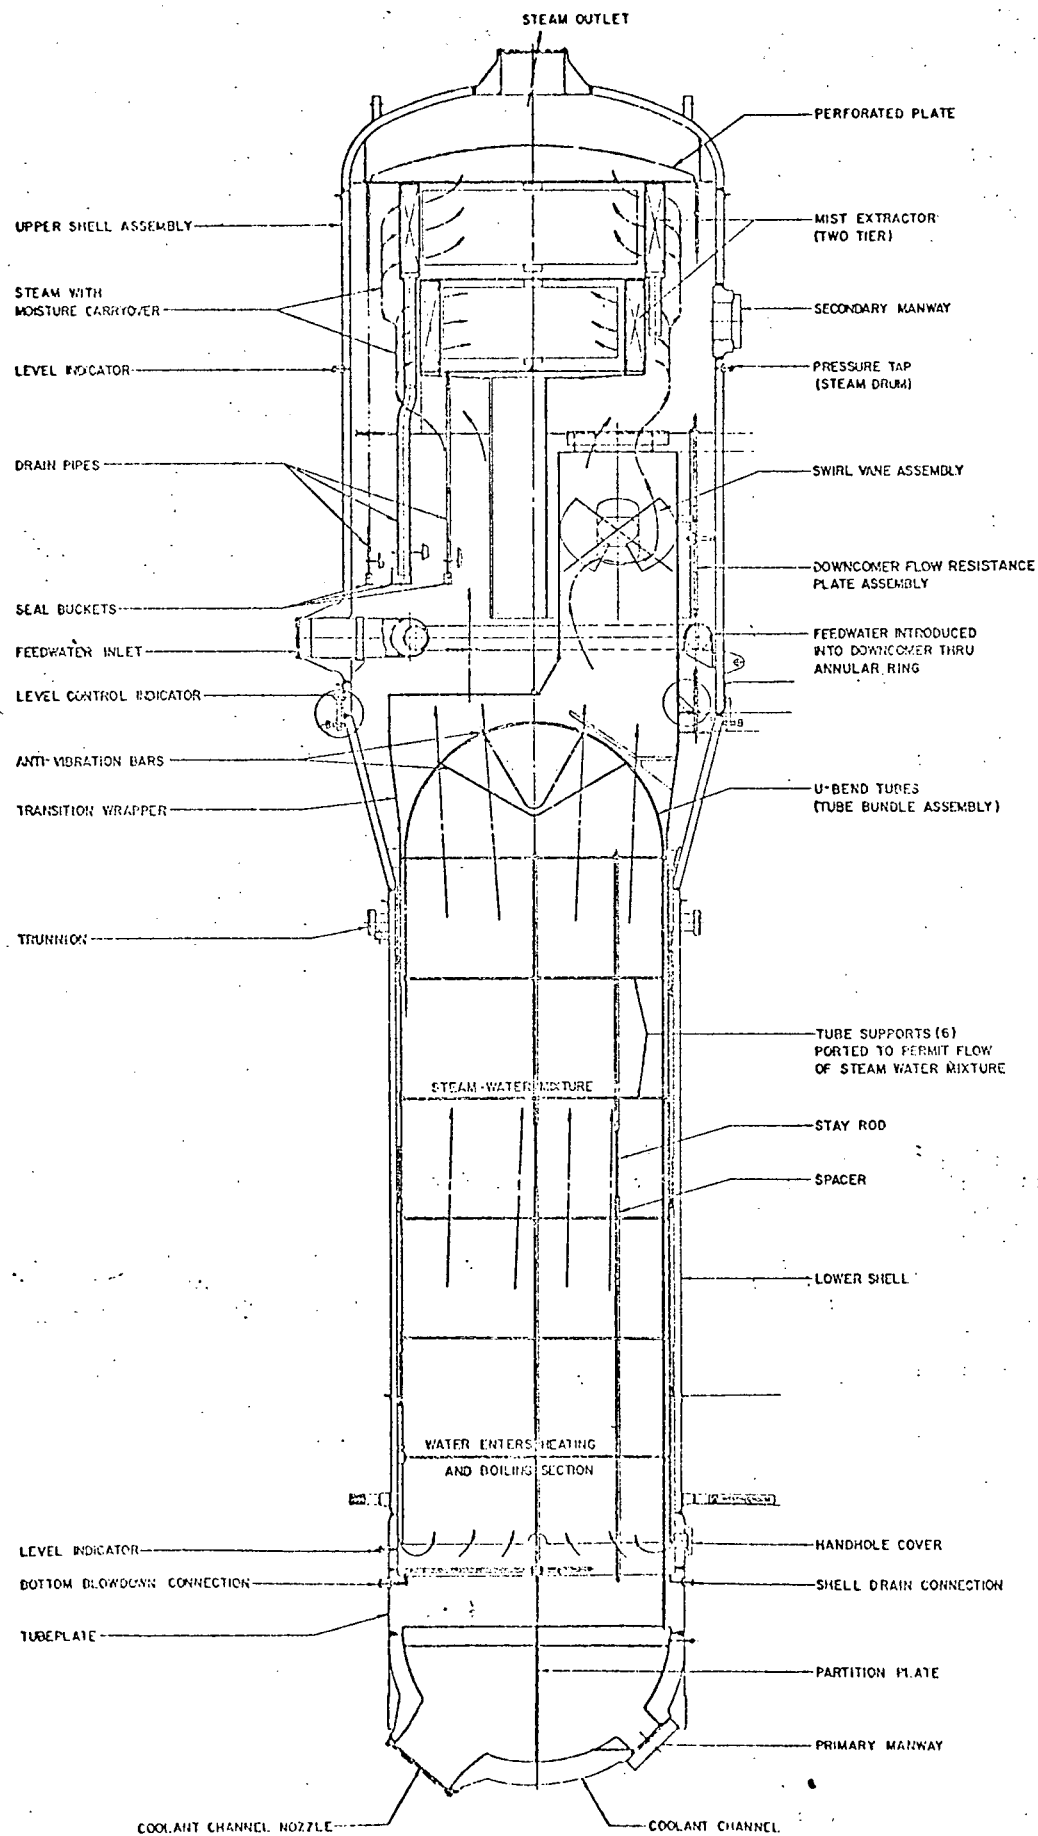 STEAM OUTLET
PERFORATED PLATE
UPPER SHELL ASSEMBLY
MIST EXTRACTOR
(TWO TIER)
STEAM WITH
MOISTURE CARRYOVER
SECONDARY MANWAY
LEVEL INDICATOR
PRESSURE TAP
(STEAM DRUM)
DRAIN PIPES
SWIRL VANE ASSEMBLY
DOWNCOMER FLOW RESISTANCE
PLATE ASSEMBLY
SEAL BUCKETS
FEEDWATER INLET
FEEDWATER INTRODUCED
INTO DOWNCOMER THRU
ANNULAR RING
LEVEL CONTROL INDICATOR
ANTI-VIBRATION BARS
U-BEND TUBES
(TUBE BUNDLE ASSEMBLY)
TRANSITION WRAPPER
TRUNNION
TUBE SUPPORTS (6)
PORTED TO PERMIT FLOW
OF STEAM WATER MIXTURE
STEAM-WATER MIXTURE
STAY ROD
SPACER
LOWER SHELL
WATER ENTERS HEATING
AND BOILING SECTION
LEVEL INDICATOR
HANDHOLE COVER
BOTTOM BLOWDOWN CONNECTION
SHELL DRAIN CONNECTION
TUBEPLATE
PARTITION PLATE
PRIMARY MANWAY
COOLANT CHANNEL NOZZLE
COOLANT CHANNEL